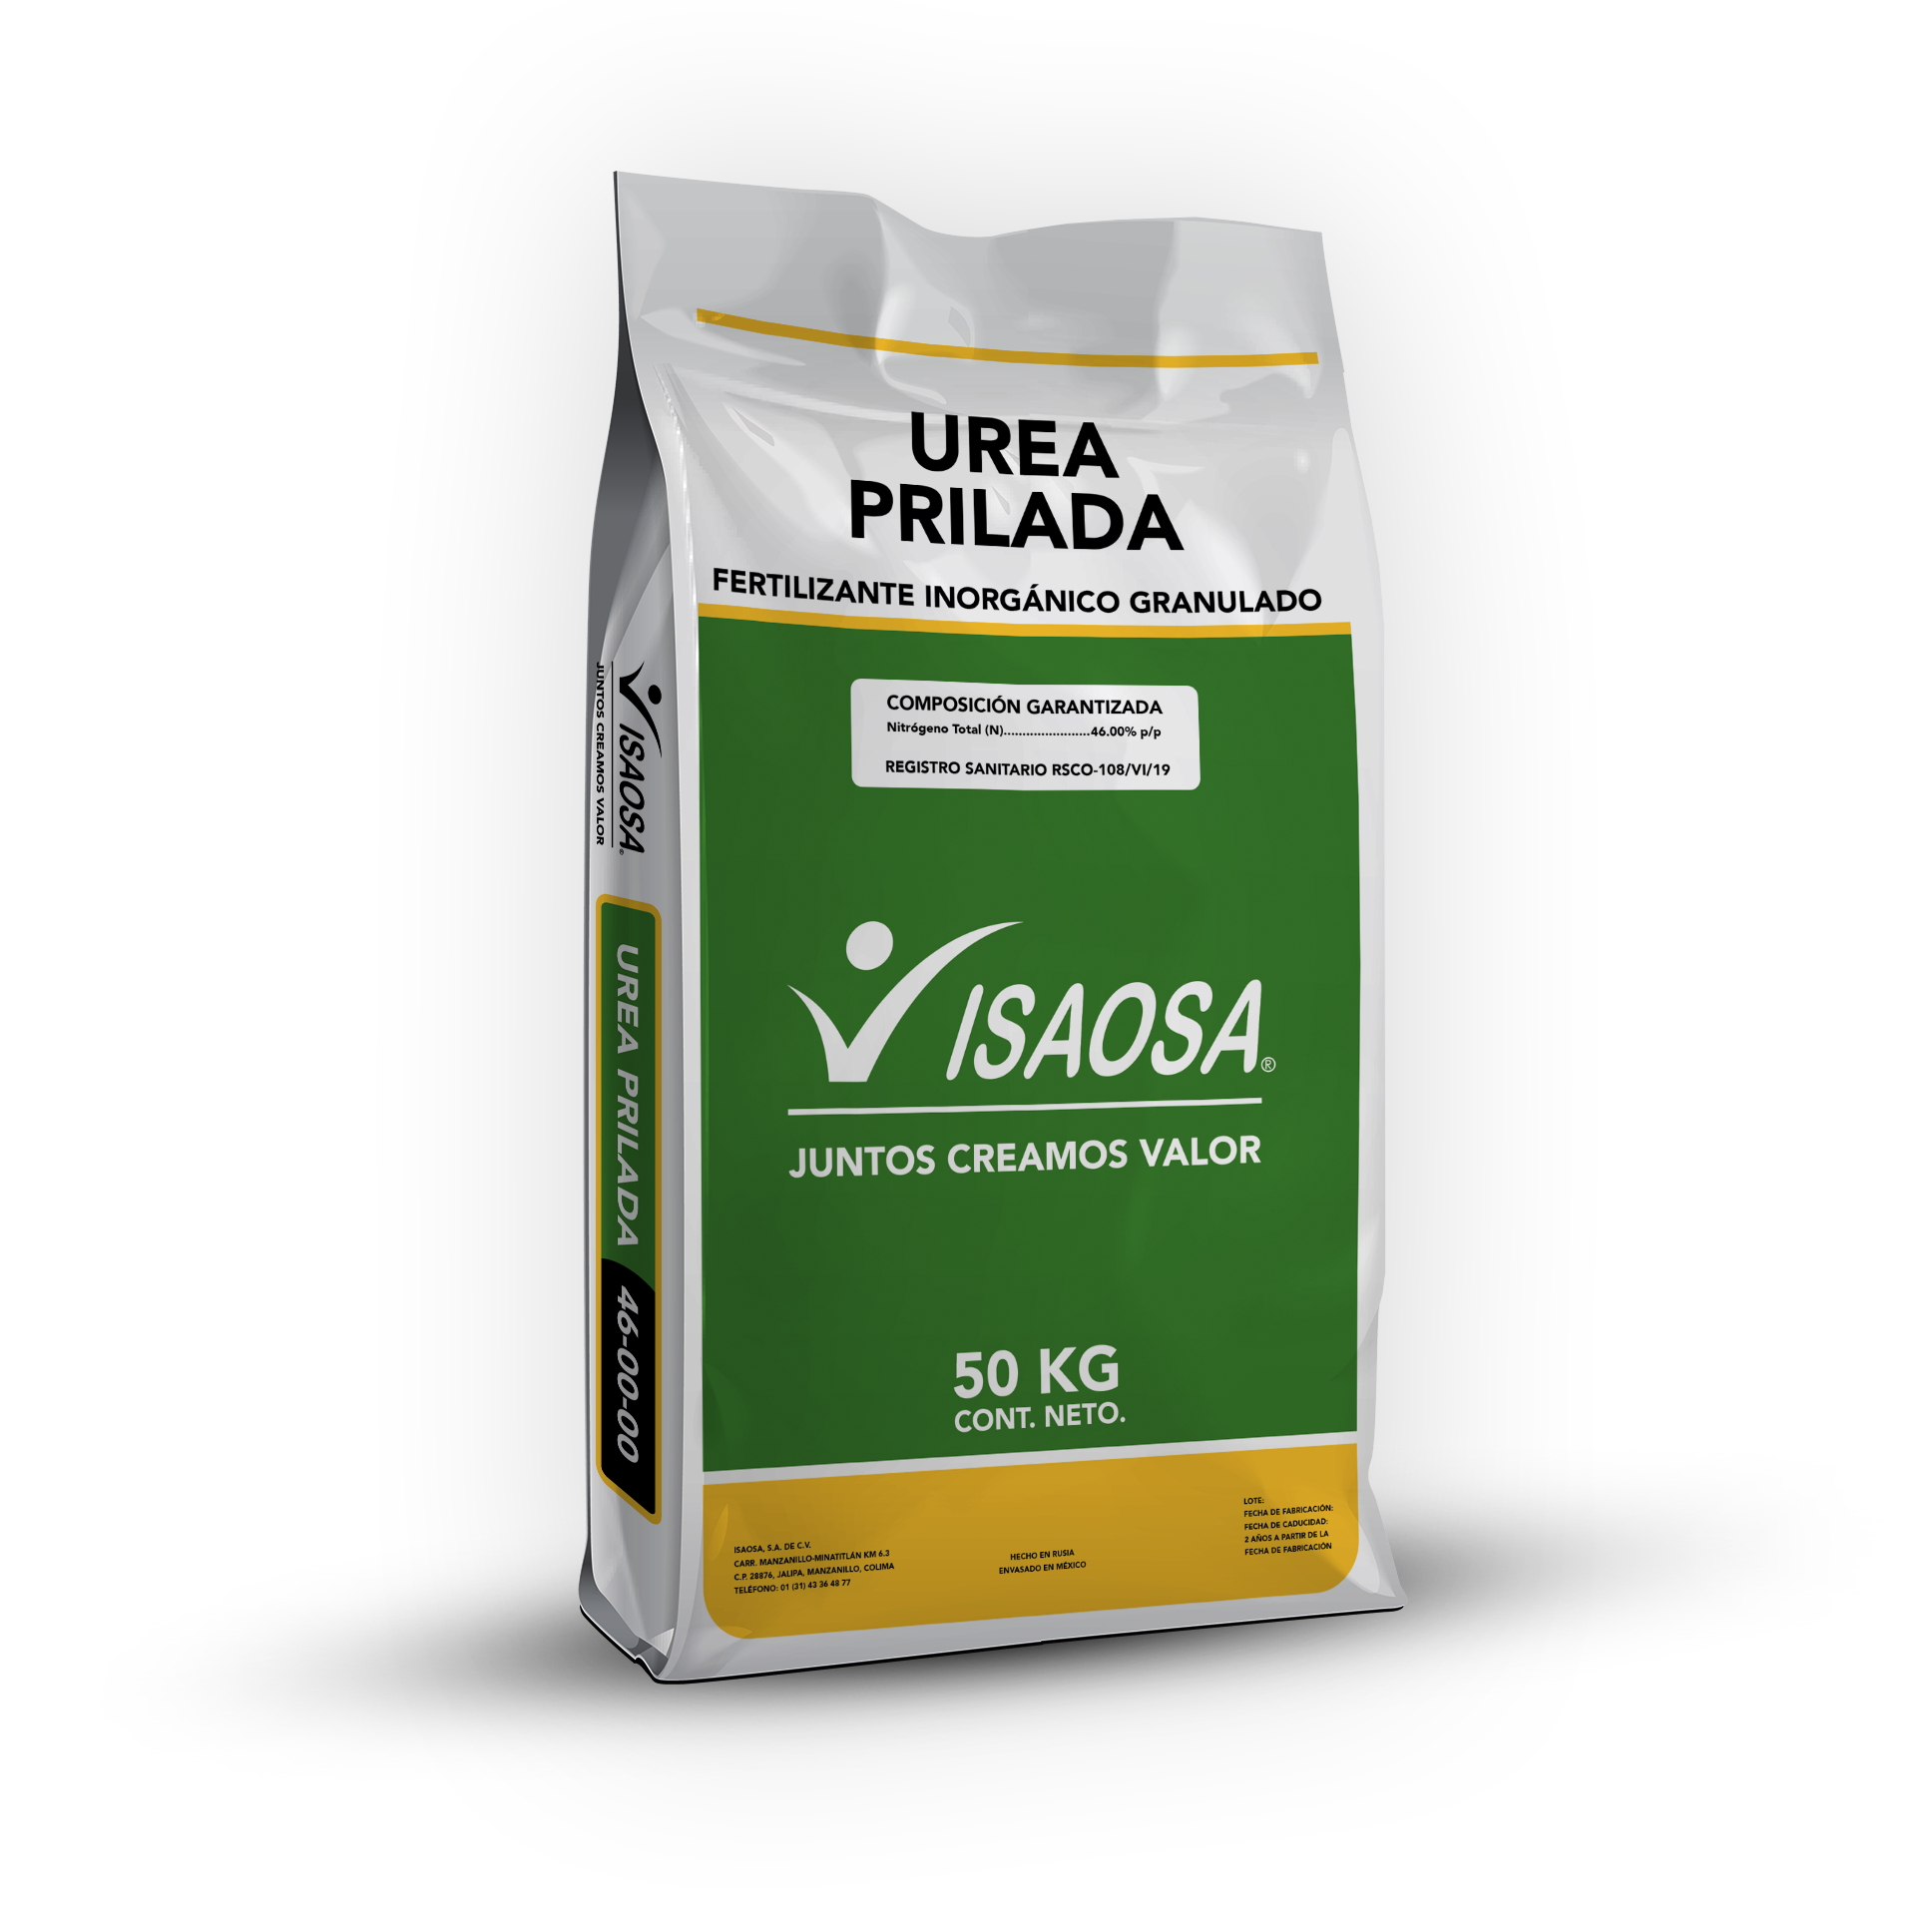 UREA
PRILADA
FERTILIZANTE INORGÁNICO GRANULADO
COMPOSICIÓN GARANTIZADA
Nitrógeno Total (N).......................46.00% p/p
REGISTRO SANITARIO RSCO-108/VI/19
ISAOSA®
JUNTOS CREAMOS VALOR
50 KG
CONT. NETO.
ISAOSA, S.A. DE C.V.
CARR. MANZANILLO-MINATITLÁN KM 6.3
C.P. 28876, JALIPA, MANZANILLO, COLIMA
TELÉFONO: 01 (31) 43 36 48 77
HECHO EN RUSIA
ENVASADO EN MÉXICO
LOTE:
FECHA DE FABRICACIÓN:
FECHA DE CADUCIDAD:
2 AÑOS A PARTIR DE LA
FECHA DE FABRICACIÓN
ISAOSA®
JUNTOS CREAMOS VALOR
UREA PRILADA 46-00-00